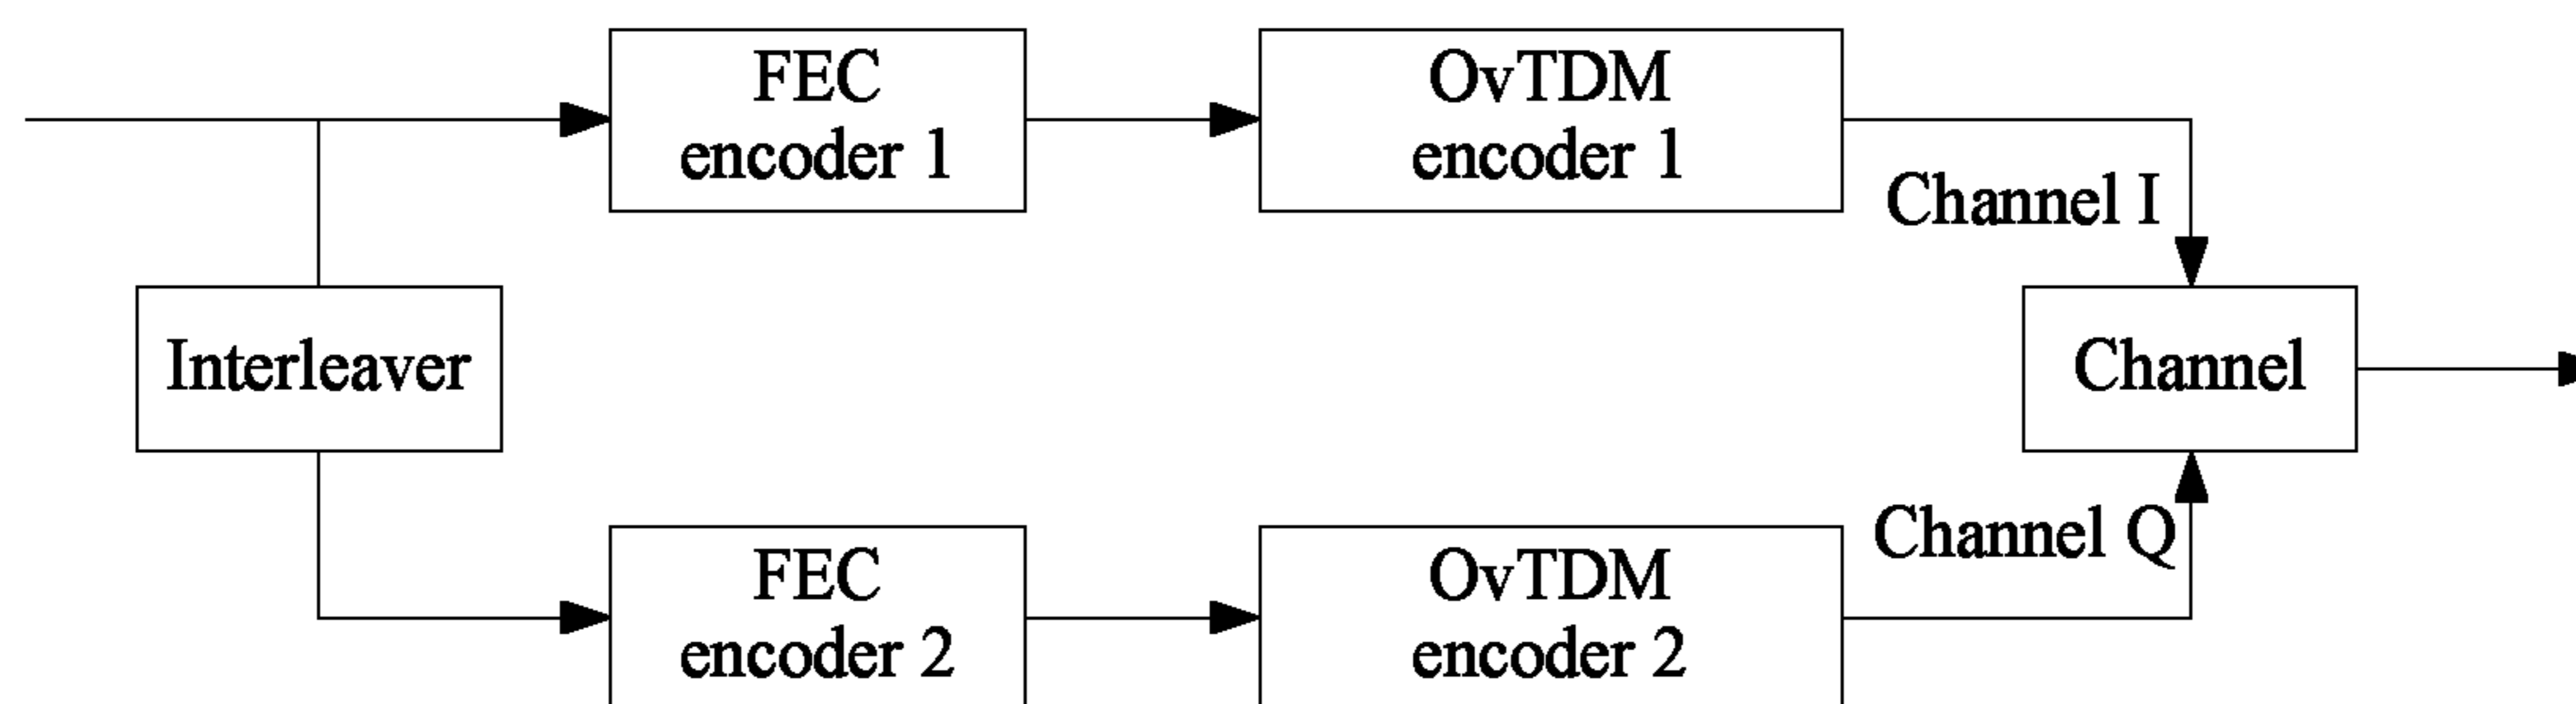 FEC
encoder 1
OvTDM
encoder 1
Channel I
Interleaver
Channel
Channel Q
FEC
encoder 2
OvTDM
encoder 2